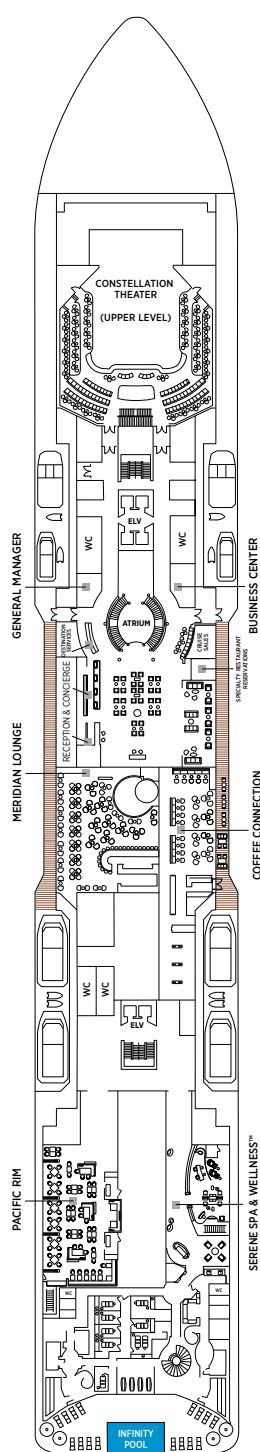 CONSTELLATION
THEATER
(UPPER LEVEL)
ELV
WC
WC
GENERAL MANAGER
BUSINESS CENTER
ATRIUM
DESTINATION
SERVICES
CRUISE
SALES
RECEPTION & CONCIERGE
SPECIALTY RESTAURANT
RESERVATIONS
MERIDIAN LOUNGE
COFFEE CONNECTION
WC
WC
ELV
PACIFIC RIM
SERENE SPA & WELLNESS™
WC
WC
INFINITY
POOL